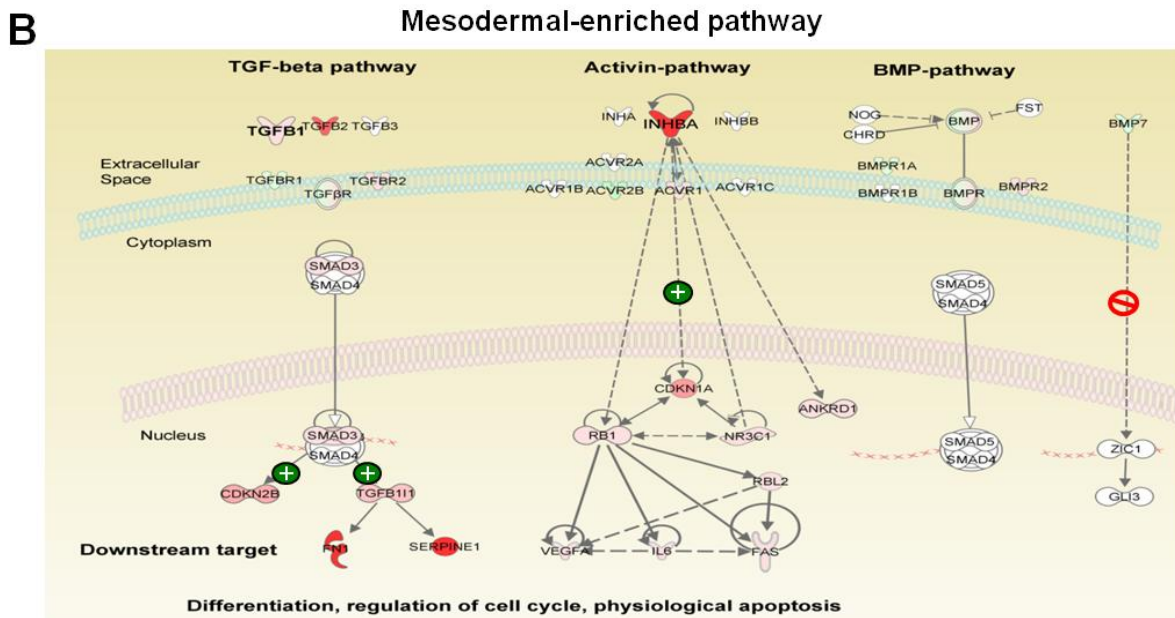 B
Mesodermal-enriched pathway
TGF-beta pathway
Activin-pathway
BMP-pathway
TGFB1
TGFB2
TGFB3
INHA
INHBA
INHBB
NOG
CHRD
BMP
FST
BMP7
Extracellular
Space
TGFBR1
TGFBR
TGFBR2
ACVR2A
ACVR1B
ACVR2B
ACVR1
ACVR1C
BMPR1A
BMPR1B
BMPR
BMPR2
Cytoplasm
SMAD3
SMAD4
SMAD5
SMAD4
CDKN1A
ANKRD1
Nucleus
SMAD3
SMAD4
RB1
NR3C1
SMAD5
SMAD4
ZIC1
CDKN2B
TGFB1I1
RBL2
GLI3
Downstream target
FN1
SERPINE1
VEGFA
IL6
FAS
Differentiation, regulation of cell cycle, physiological apoptosis